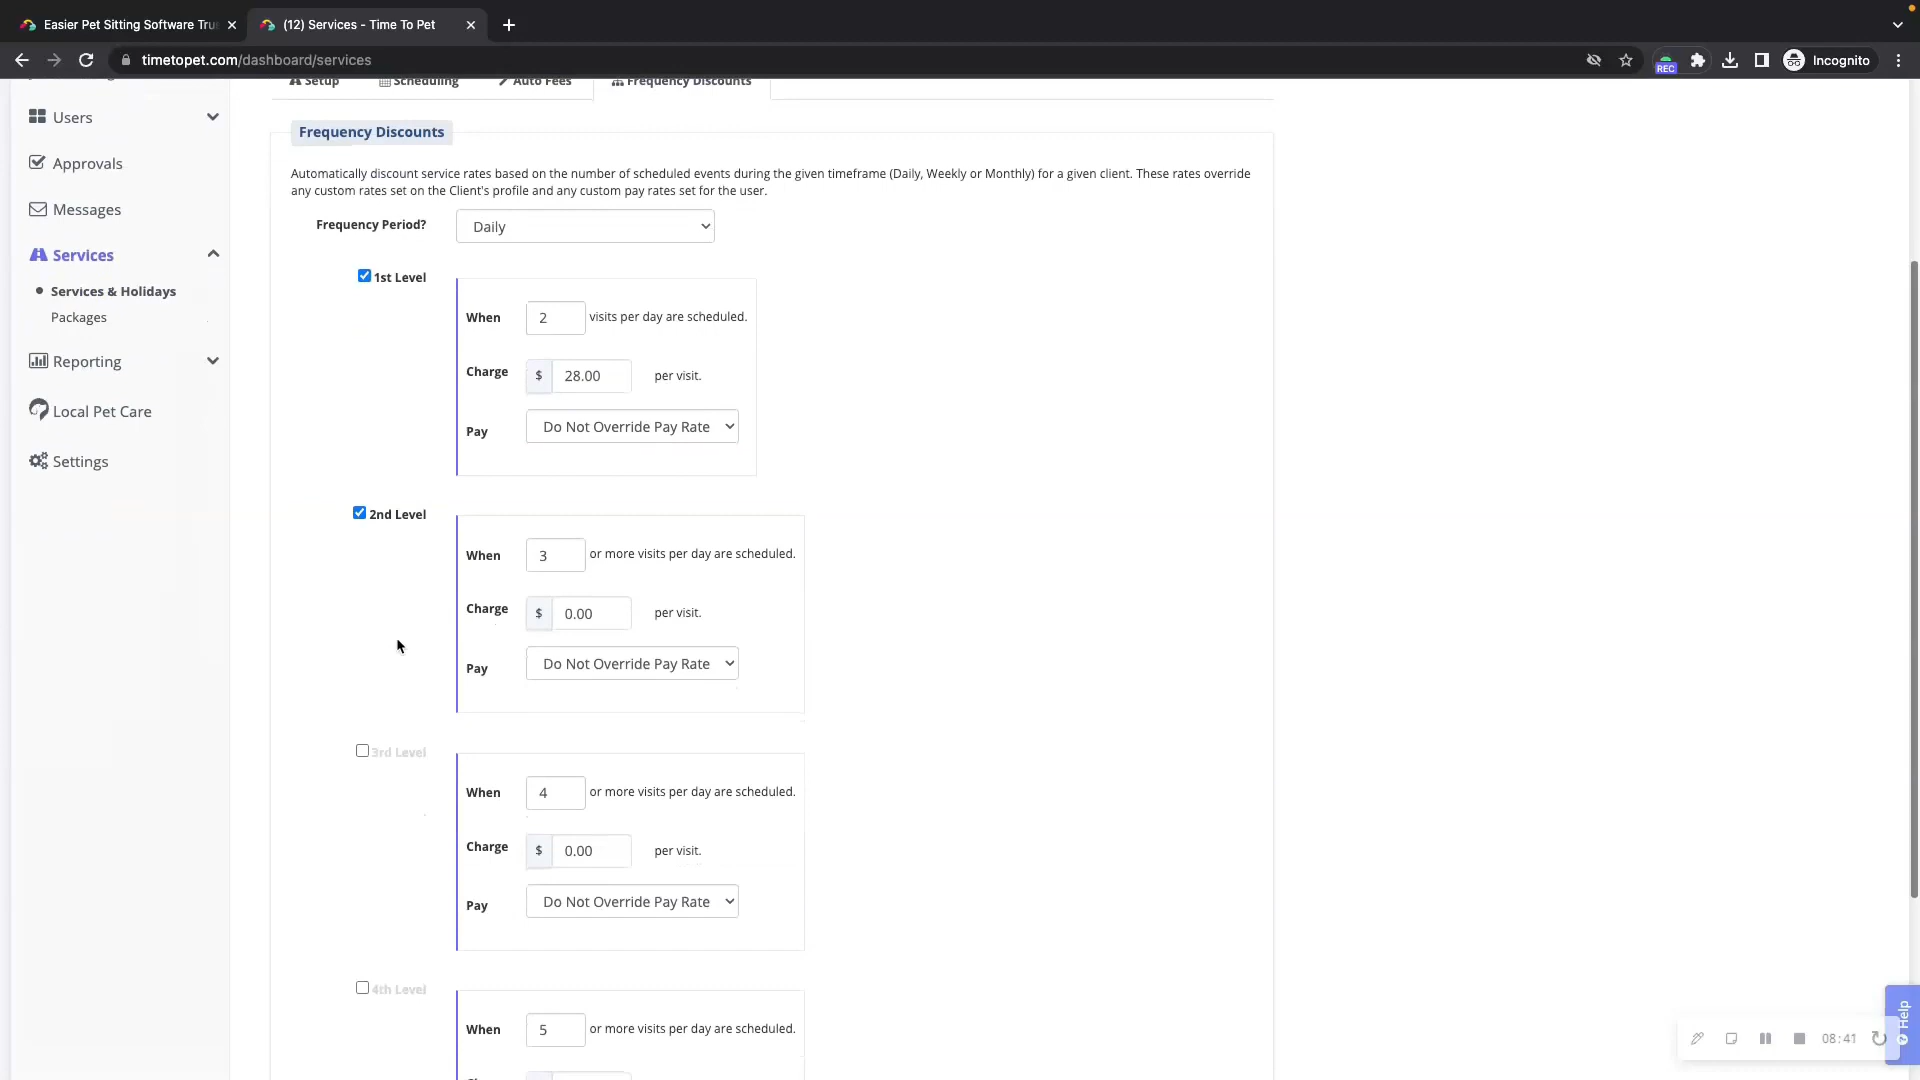 Easier Pet Sitting Software Tru
(12) Services - Time To Pet
timetopet.com/dashboard/services
REC
Incognito
Setup
Scheduling
Auto Fees
Frequency Discounts
Users
Approvals
Messages
Services
Services & Holidays
Packages
Reporting
Local Pet Care
Settings
Frequency Discounts
Automatically discount service rates based on the number of scheduled events during the given timeframe (Daily, Weekly or Monthly) for a given client. These rates override
any custom rates set on the Client's profile and any custom pay rates set for the user.
Frequency Period? Daily
1st Level
When 2 visits per day are scheduled.
Charge $ 28.00 per visit.
Pay Do Not Override Pay Rate
2nd Level
When 3 or more visits per day are scheduled.
Charge $ 0.00 per visit.
Pay Do Not Override Pay Rate
3rd Level
When 4 or more visits per day are scheduled.
Charge $ 0.00 per visit.
Pay Do Not Override Pay Rate
4th Level
When 5 or more visits per day are scheduled.
08:41
Help